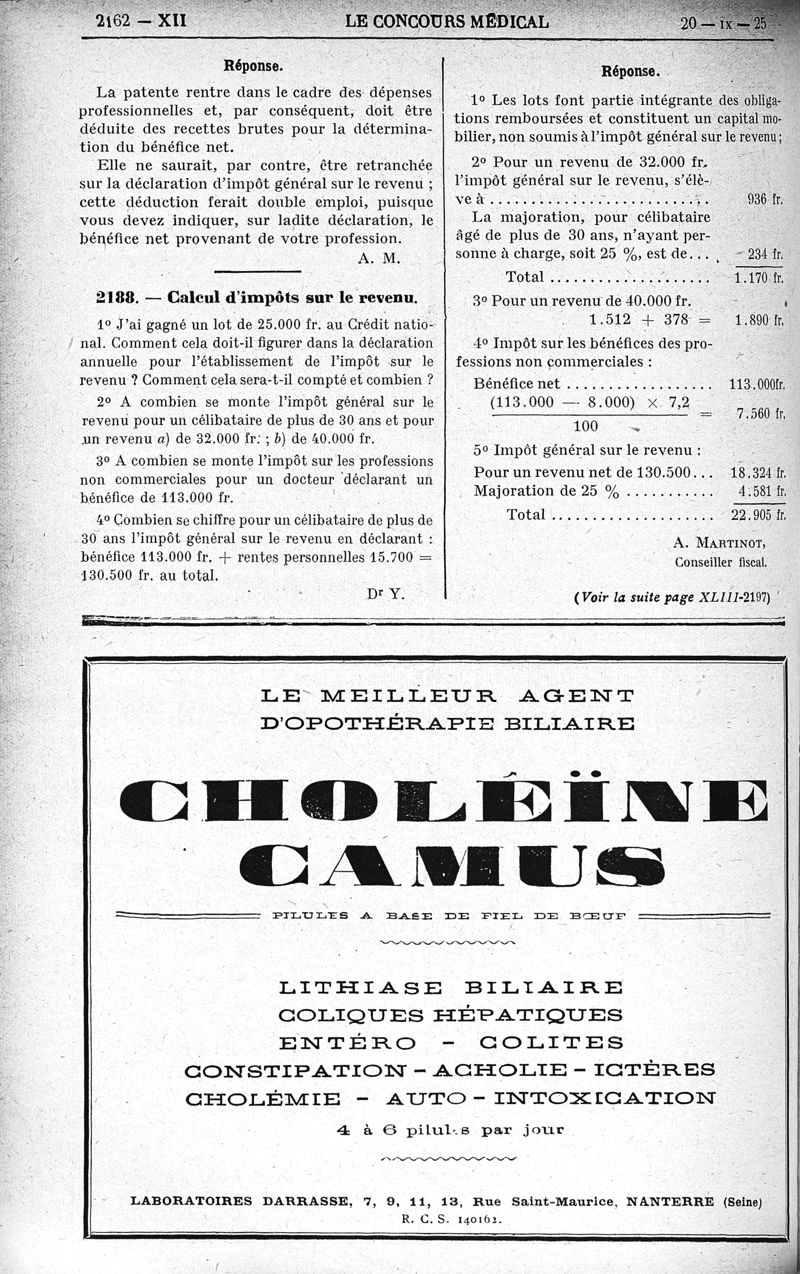 2162 — XII
LE CONCOURS MÉDICAL
20 — IX — 25
Réponse.
La patente rentre dans le cadre des dépenses
professionnelles et, par conséquent, doit être
déduite des recettes brutes pour la détermina-
tion du bénéfice net.
Elle ne saurait, par contre, être retranchée
sur la déclaration d'impôt général sur le revenu ;
cette déduction ferait double emploi, puisque
vous devez indiquer, sur ladite déclaration, le
bénéfice net provenant de votre profession.
A. M.
2188. — Calcul d'impôts sur le revenu.
1º J'ai gagné un lot de 25.000 fr. au Crédit natio-
nal. Comment cela doit-il figurer dans la déclaration
annuelle pour l'établissement de l'impôt sur le
revenu ? Comment cela sera-t-il compté et combien ?
2º A combien se monte l'impôt général sur le
revenu pour un célibataire de plus de 30 ans et pour
un revenu a) de 32.000 fr. ; b) de 40.000 fr.
3º A combien se monte l'impôt sur les professions
non commerciales pour un docteur déclarant un
bénéfice de 113.000 fr.
4º Combien se chiffre pour un célibataire de plus de
30 ans l'impôt général sur le revenu en déclarant :
bénéfice 113.000 fr. + rentes personnelles 15.700 =
130.500 fr. au total.
Dr Y.
Réponse.
1º Les lots font partie intégrante des obliga-
tions remboursées et constituent un capital mo-
bilier, non soumis à l'impôt général sur le revenu ;
2º Pour un revenu de 32.000 fr.
l'impôt général sur le revenu, s'élè-
ve à ........................ 936 fr.
La majoration, pour célibataire
âgé de plus de 30 ans, n'ayant per-
sonne à charge, soit 25 %, est de... 234 fr.
Total .................... 1.170 fr.
3º Pour un revenu de 40.000 fr.
1.512 + 378 = 1.890 fr.
4º Impôt sur les bénéfices des pro-
fessions non commerciales :
Bénéfice net .................. 113.000fr.
(113.000 — 8.000) × 7,2
= 7.560 fr.
100
5º Impôt général sur le revenu :
Pour un revenu net de 130.500... 18.324 fr.
Majoration de 25 % ........... 4.581 fr.
Total .................... 22.905 fr.
A. MARTINOT,
Conseiller fiscal.
(Voir la suite page XLIII-2197)
LE MEILLEUR AGENT
D'OPOTHÉRAPIE BILIAIRE
CHOLÉÏNE
CAMUS
PILULES A BASE DE FIEL DE BŒUF
LITHIASE BILIAIRE
COLIQUES HÉPATIQUES
ENTÉRO - COLITES
CONSTIPATION - ACHOLIE - ICTÈRES
CHOLÉMIE - AUTO - INTOXICATION
4 à 6 pilules par jour
LABORATOIRES DARRASSE, 7, 9, 11, 13, Rue Saint-Maurice, NANTERRE (Seine)
R. C. S. 140162.